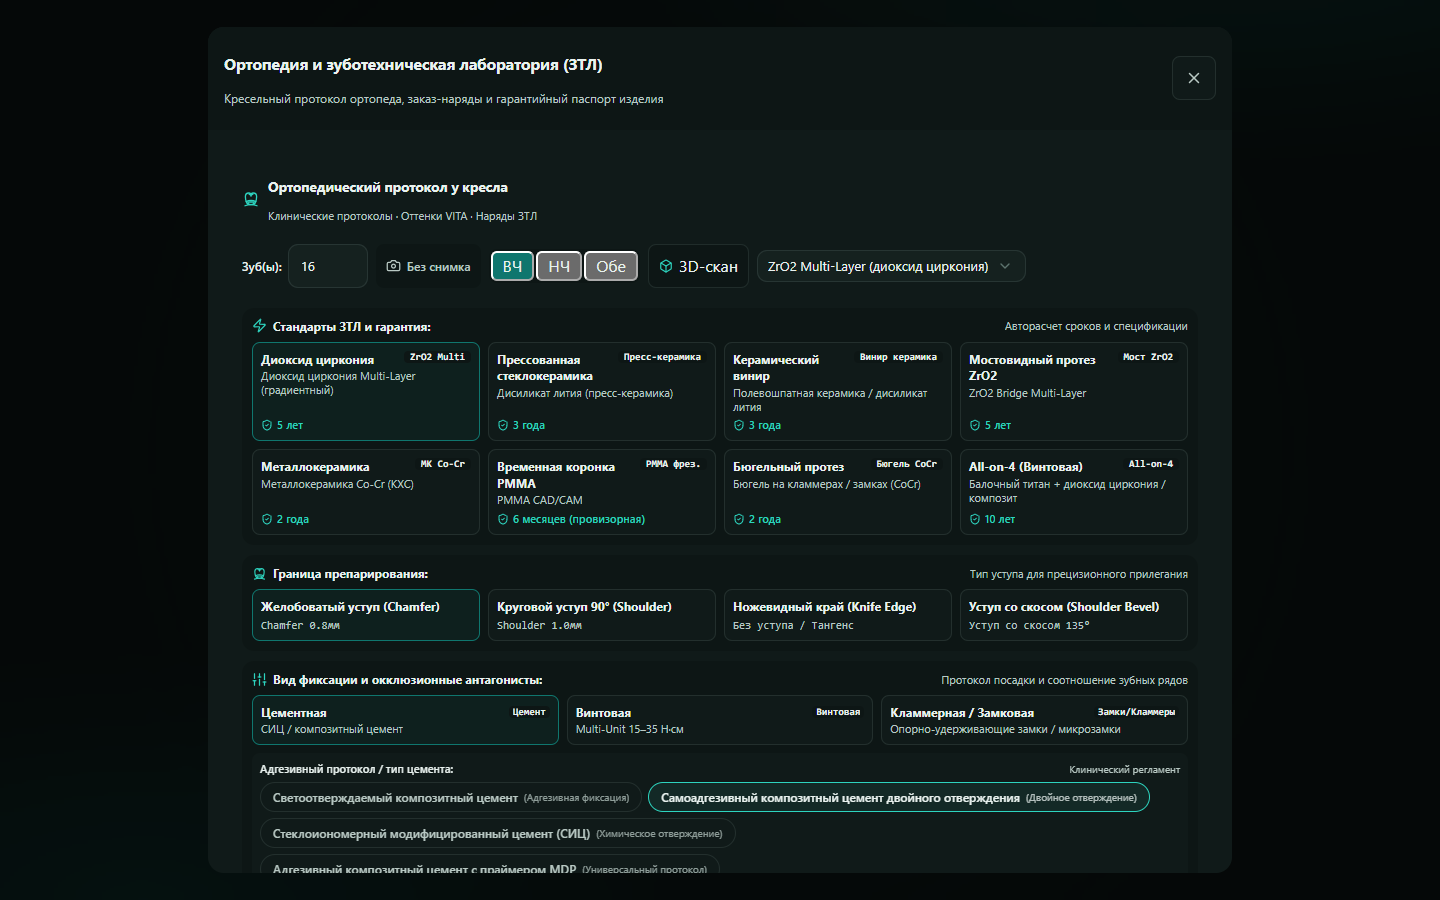 Ортопедия и зуботехническая лаборатория (ЗТЛ)
Кресельный протокол ортопеда, заказ-наряды и гарантийный паспорт изделия
Ортопедический протокол у кресла
Клинические протоколы · Оттенки VITA · Наряды ЗТЛ
Зуб(ы): 16 Без снимка ВЧ НЧ Обе 3D-скан ZrO2 Multi-Layer (диоксид циркония)
Стандарты ЗТЛ и гарантия: Авторасчет сроков и спецификации
Диоксид циркония ZrO2 Multi
Диоксид циркония Multi-Layer
(градиентный)
5 лет
Прессованная Пресс-керамика
стеклокерамика
Дисиликат лития (пресс-керамика)
3 года
Керамический Винир керамика
винир
Полевошпатная керамика / дисиликат
лития
3 года
Мостовидный протез Мост ZrO2
ZrO2
ZrO2 Bridge Multi-Layer
5 лет
Металлокерамика МК Co-Cr
Металлокерамика Co-Cr (КХС)
2 года
Временная коронка PMMA фрез.
PMMA
PMMA CAD/CAM
6 месяцев (провизорная)
Бюгельный протез Бюгель CoCr
Бюгель на кламмерах / замках (CoCr)
2 года
All-on-4 (Винтовая) All-on-4
Балочный титан + диоксид циркония /
композит
10 лет
Граница препарирования: Тип уступа для прецизионного прилегания
Желобоватый уступ (Chamfer)
Chamfer 0.8мм
Круговой уступ 90° (Shoulder)
Shoulder 1.0мм
Ножевидный край (Knife Edge)
Без уступа / Тангенс
Уступ со скосом (Shoulder Bevel)
Уступ со скосом 135°
Вид фиксации и окклюзионные антагонисты: Протокол посадки и соотношение зубных рядов
Цементная Цемент
СИЦ / композитный цемент
Винтовая Винтовая
Multi-Unit 15–35 Н·см
Кламмерная / Замковая Замки/Кламмеры
Опорно-удерживающие замки / микрозамки
Адгезивный протокол / тип цемента: Клинический регламент
Светоотверждаемый композитный цемент (Адгезивная фиксация) Самоадгезивный композитный цемент двойного отверждения (Двойное отверждение)
Стеклоиономерный модифицированный цемент (СИЦ) (Химическое отверждение)
Адгезивный композитный цемент с праймером MDP (Универсальный протокол)